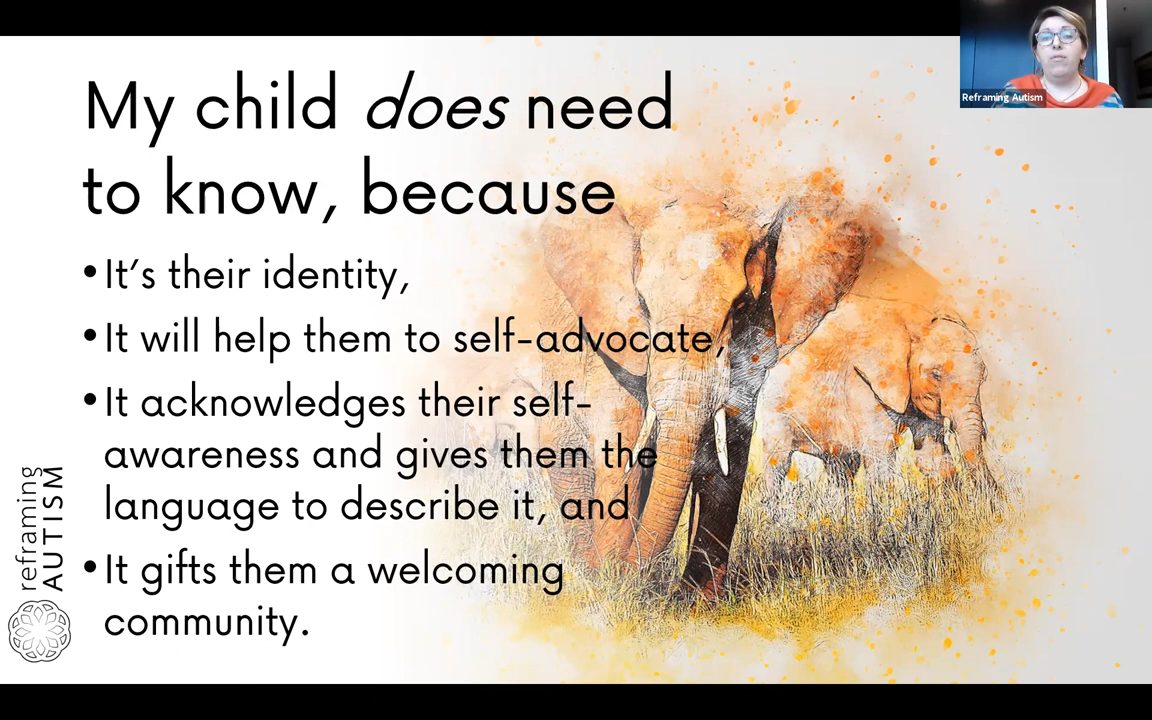 My child does need
to know, because
•It’s their identity,
•It will help them to self-advocate,
•It acknowledges their self-
awareness and gives them the
language to describe it, and
•It gifts them a welcoming
community.
reframing
AUTISM
Reframing Autism